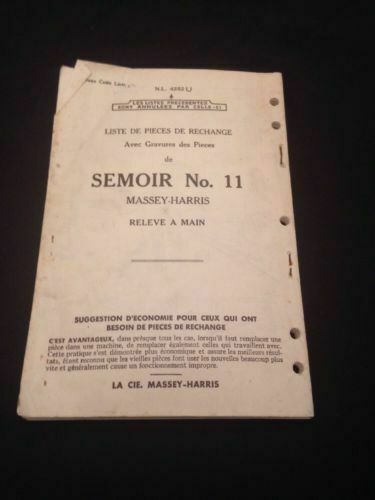 N.L. 4592
LES LISTES PRECEDENTES
SONT ANNULEES PAR CELLE-CI
LISTE DE PIECES DE RECHANGE
Avec Gravures des Pieces
de
SEMOIR No. 11
MASSEY-HARRIS
RELEVE A MAIN
SUGGESTION D'ECONOMIE POUR CEUX QUI ONT
BESOIN DE PIECES DE RECHANGE
C'EST AVANTAGEUX, dans presque tous les cas, lorsqu'il faut remplacer une
pièce dans une machine, de remplacer également celles qui travaillent avec.
Cette pratique s'est démontrée plus économique et assure les meilleurs résul-
tats, étant reconnu que les vieilles pièces font user les nouvelles beaucoup plus
vite et généralement cause un fonctionnement impropre.
LA CIE. MASSEY-HARRIS